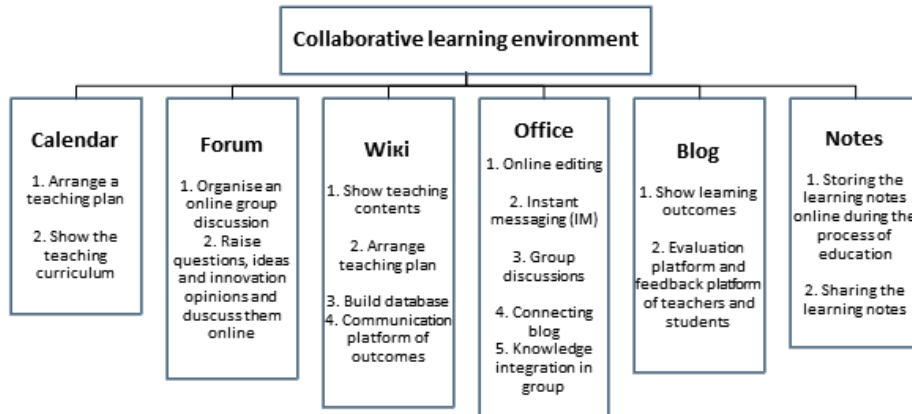 Collaborative learning environment
Calendar
1. Arrange a
teaching plan
2. Show the
teaching curriculum
Forum
1. Organise an
online group
discussion
2. Raise
questions, ideas
and innovation
opinions and
duscuss them
online
Wiкi
1. Show teaching
contents
2. Arrange
teaching plan
3. Build database
4. Communication
platform of
outcomes
Office
1. Online editing
2. Instant
messaging (IM)
3. Group
discussions
4. Connecting
blog
5. Knowledge
integration in
group
Blog
1. Show learning
outcomes
2. Evaluation
platform and
feedback platform
of teachers and
students
Notes
1. Storing the
learning notes
online during the
process of
education
2. Sharing the
learning notes